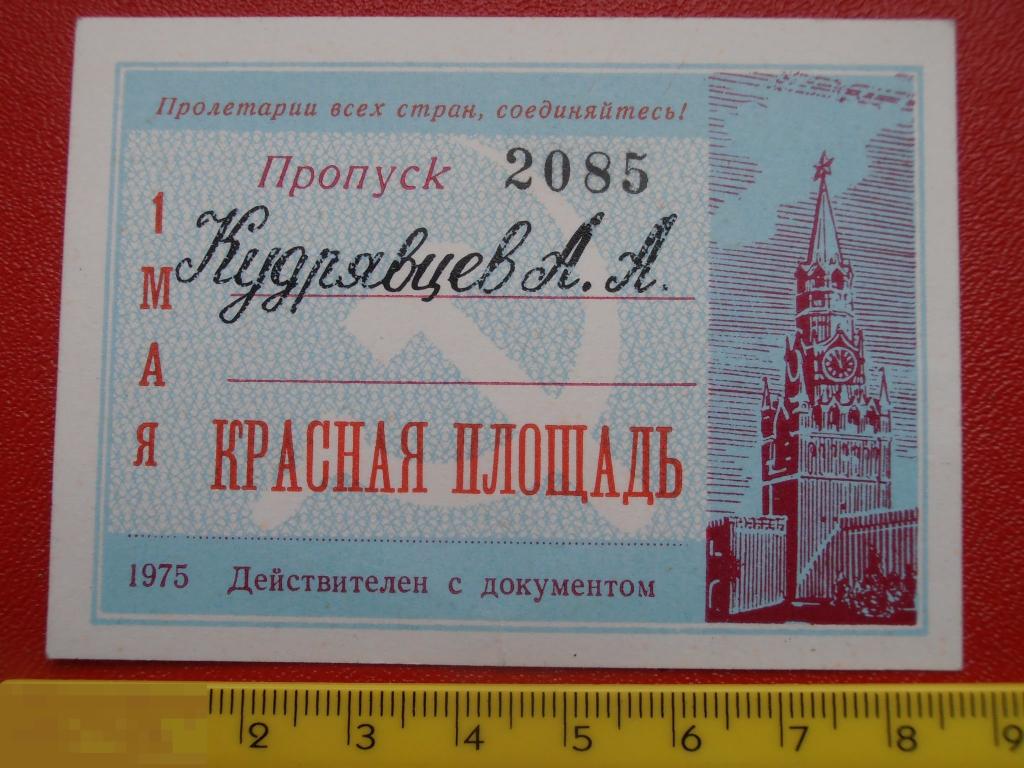 Пролетарии всех стран, соединяйтесь!
Пропуск 2085
1 МАЯ
Кудрявцев А. А.
КРАСНАЯ ПЛОЩАДЬ
1975 Действителен с документом
2 3 4 5 6 7 8 9